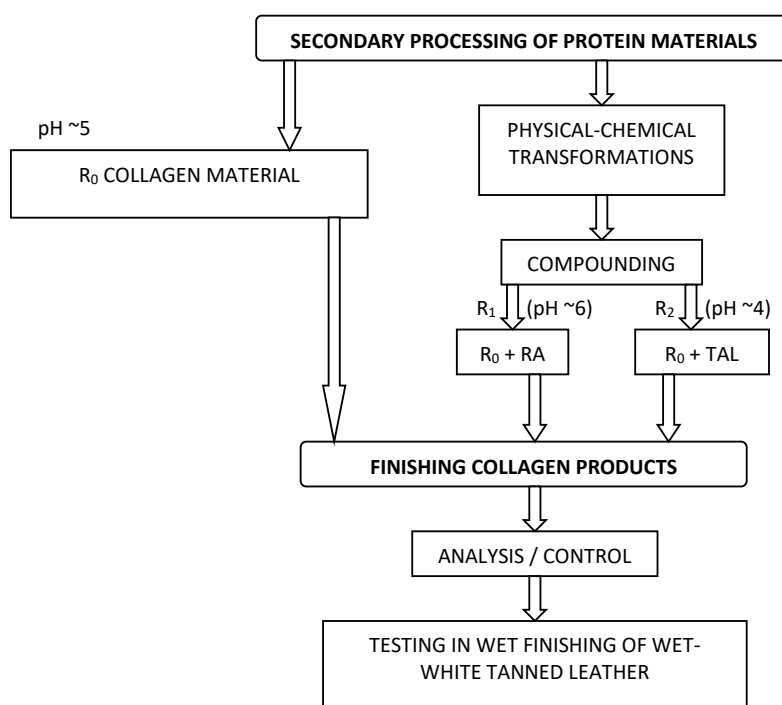 SECONDARY PROCESSING OF PROTEIN MATERIALS
pH ~5
R₀ COLLAGEN MATERIAL
PHYSICAL-CHEMICAL
TRANSFORMATIONS
COMPOUNDING
R₁ (pH ~6) R₂ (pH ~4)
R₀ + RA R₀ + TAL
FINISHING COLLAGEN PRODUCTS
ANALYSIS / CONTROL
TESTING IN WET FINISHING OF WET-
WHITE TANNED LEATHER